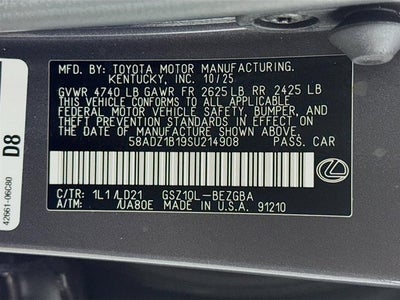 MFD. BY: TOYOTA MOTOR MANUFACTURING.
KENTUCKY, INC. 10/25
GVWR 4740 LB GAWR FR 2625 LB RR 2425 LB
THIS VEHICLE CONFORMS TO ALL APPLICABLE
FEDERAL MOTOR VEHICLE SAFETY, BUMPER, AND
THEFT PREVENTION STANDARDS IN EFFECT ON
THE DATE OF MANUFACTURE SHOWN ABOVE.
58ADZ1B19SU214908 PASS. CAR
C/TR: 1L1/LD21 GSZ10L-BEZGBA
A/TM: /UA80E MADE IN U.S.A. 91210
D8
42661-06C80